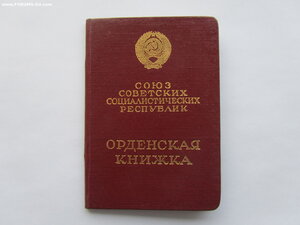 СОЮЗ
СОВЕТСКИХ
СОЦИАЛИСТИЧЕСКИХ
РЕСПУБЛИК
ОРДЕНСКАЯ
КНИЖКА